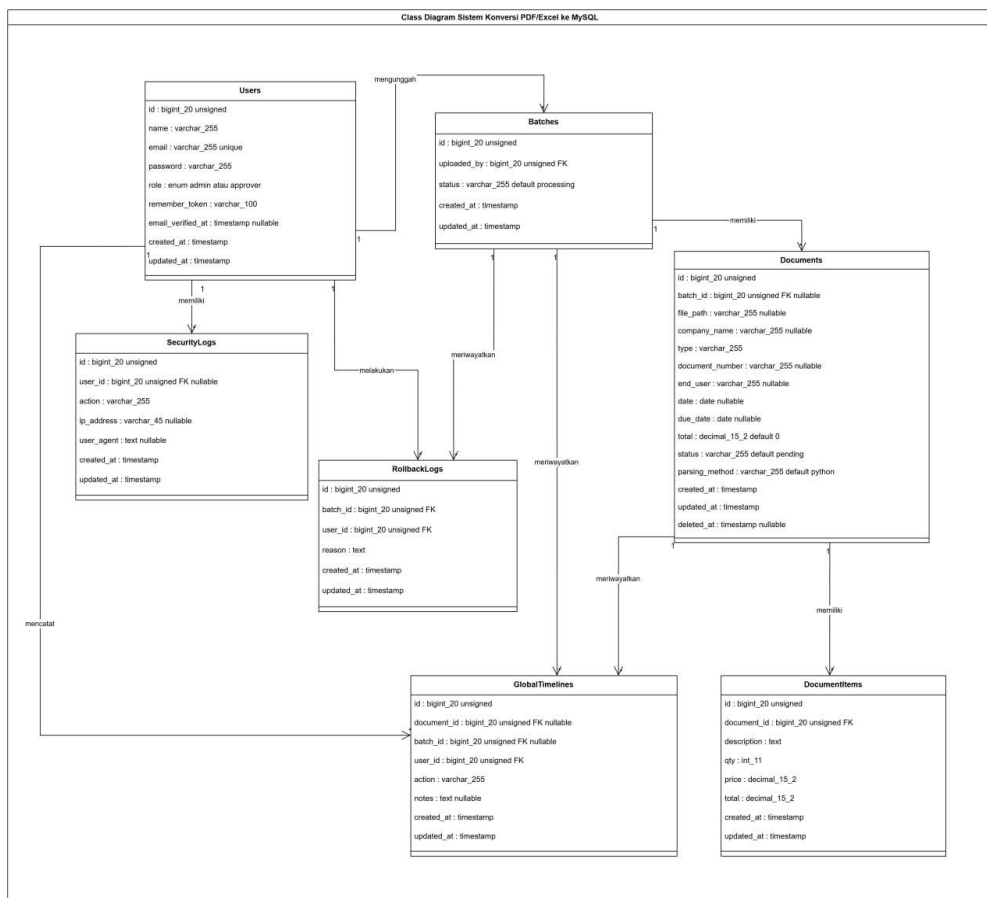 Class Diagram Sistem Konversi PDF/Excel ke MySQL
mengunggah
Users
id : bigint_20 unsigned
name : varchar_255
email : varchar_255 unique
password : varchar_255
role : enum admin atau approver
remember_token : varchar_100
email_verified_at : timestamp nullable
created_at : timestamp
updated_at : timestamp
1
1
1
1
Batches
id : bigint_20 unsigned
uploaded_by : bigint_20 unsigned FK
status : varchar_255 default processing
created_at : timestamp
updated_at : timestamp
1
1
1
memiliki
Documents
id : bigint_20 unsigned
batch_id : bigint_20 unsigned FK nullable
file_path : varchar_255 nullable
company_name : varchar_255 nullable
type : varchar_255
document_number : varchar_255 nullable
end_user : varchar_255 nullable
date : date nullable
due_date : date nullable
total : decimal_15_2 default 0
status : varchar_255 default pending
parsing_method : varchar_255 default python
created_at : timestamp
updated_at : timestamp
deleted_at : timestamp nullable
1
1
memiliki
SecurityLogs
id : bigint_20 unsigned
user_id : bigint_20 unsigned FK nullable
action : varchar_255
ip_address : varchar_45 nullable
user_agent : text nullable
created_at : timestamp
updated_at : timestamp
melakukan
meriwayatkan
RollbackLogs
id : bigint_20 unsigned
batch_id : bigint_20 unsigned FK
user_id : bigint_20 unsigned FK
reason : text
created_at : timestamp
updated_at : timestamp
meriwayatkan
meriwayatkan
memiliki
mencatat
GlobalTimelines
id : bigint_20 unsigned
document_id : bigint_20 unsigned FK nullable
batch_id : bigint_20 unsigned FK nullable
user_id : bigint_20 unsigned FK
action : varchar_255
notes : text nullable
created_at : timestamp
updated_at : timestamp
DocumentItems
id : bigint_20 unsigned
document_id : bigint_20 unsigned FK
description : text
qty : int_11
price : decimal_15_2
total : decimal_15_2
created_at : timestamp
updated_at : timestamp